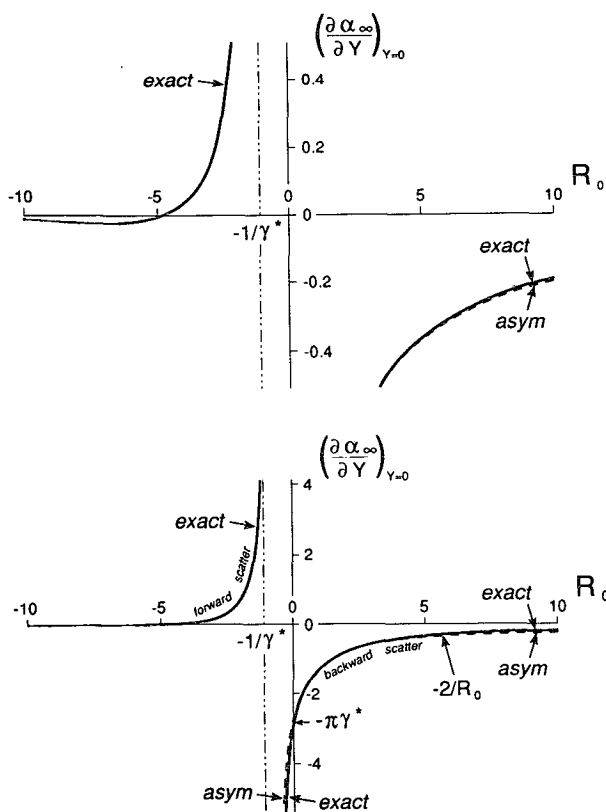 (∂α∞/∂Y)Y=0
exact
0.4
0.2
-10
-5
0
5
10
R₀
-1/γ*
exact
-0.2
asym
-0.4
(∂α∞/∂Y)Y=0
4
exact
2
forward scatter
-10
-5
0
5
10
R₀
exact
0
-1/γ*
backward scatter
asym
-2/R₀
-2
-πγ*
-4
asym
exact